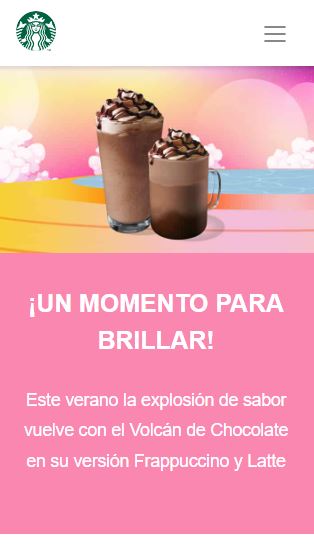 ¡UN MOMENTO PARA
BRILLAR!
Este verano la explosión de sabor
vuelve con el Volcán de Chocolate
en su versión Frappuccino y Latte